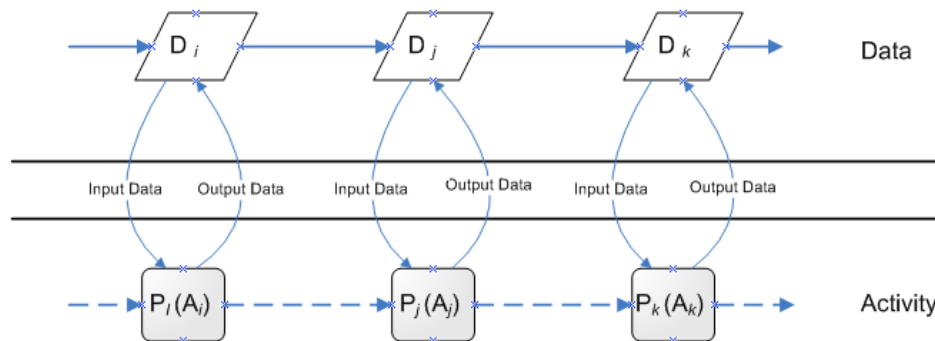 D i
D j
D k
Data
Input Data
Output Data
Input Data
Output Data
Input Data
Output Data
P l (A i)
P j (A j)
P k (A k)
Activity